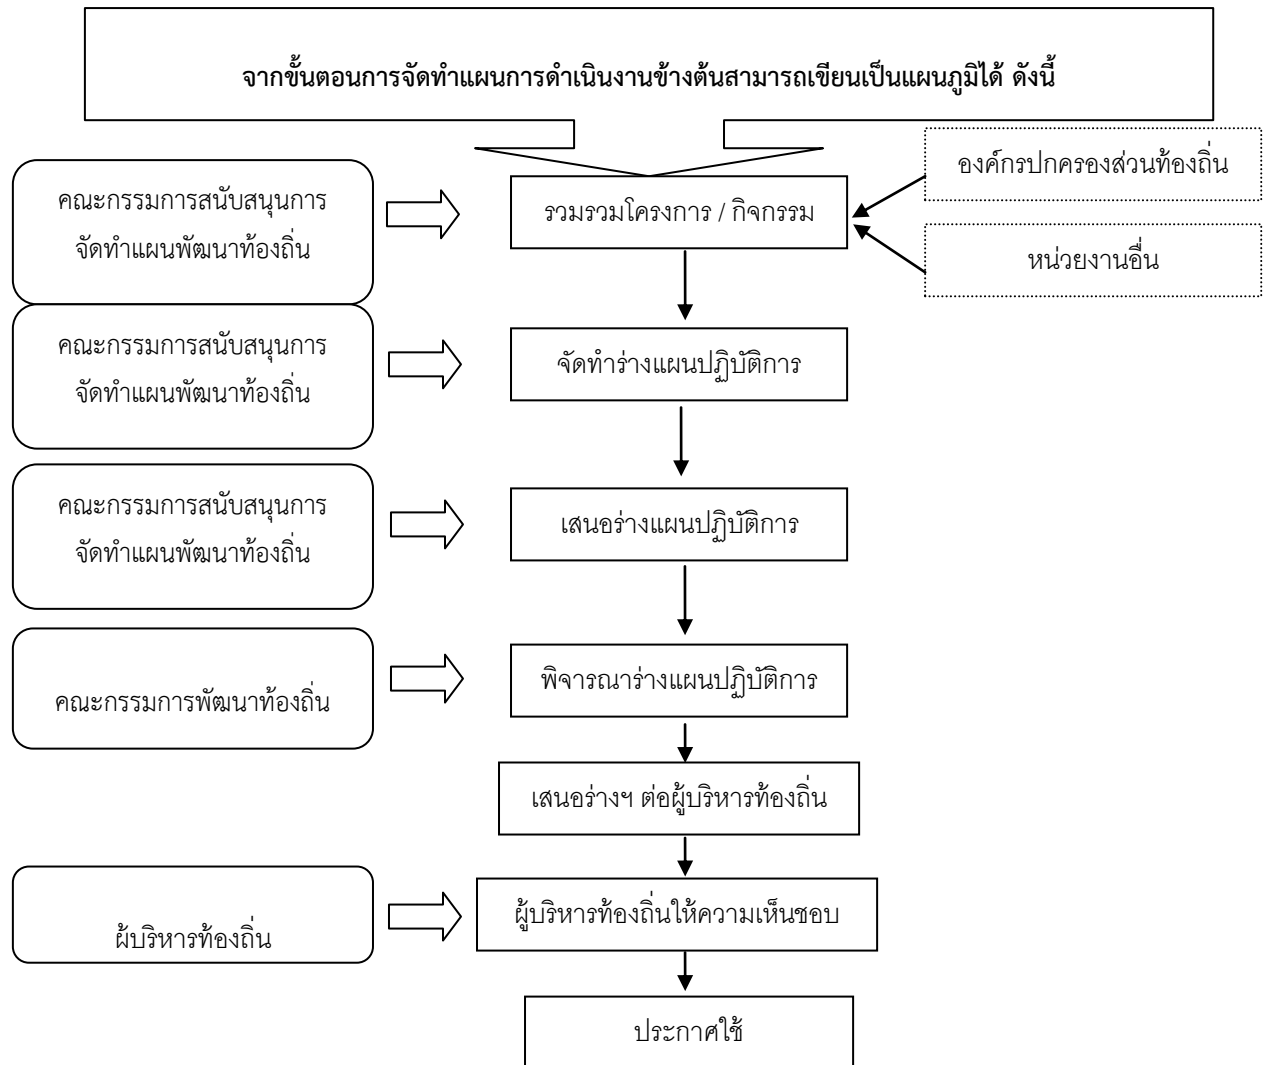 จากขั้นตอนการจัดทำแผนการดำเนินงานข้างต้นสามารถเขียนเป็นแผนภูมิได้ ดังนี้
คณะกรรมการสนับสนุนการ
จัดทำแผนพัฒนาท้องถิ่น
รวมรวมโครงการ / กิจกรรม
องค์กรปกครองส่วนท้องถิ่น
หน่วยงานอื่น
คณะกรรมการสนับสนุนการ
จัดทำแผนพัฒนาท้องถิ่น
จัดทำร่างแผนปฏิบัติการ
คณะกรรมการสนับสนุนการ
จัดทำแผนพัฒนาท้องถิ่น
เสนอร่างแผนปฏิบัติการ
คณะกรรมการพัฒนาท้องถิ่น
พิจารณาร่างแผนปฏิบัติการ
เสนอร่างฯ ต่อผู้บริหารท้องถิ่น
ผ้บริหารท้องถิ่น
ผู้บริหารท้องถิ่นให้ความเห็นชอบ
ประกาศใช้